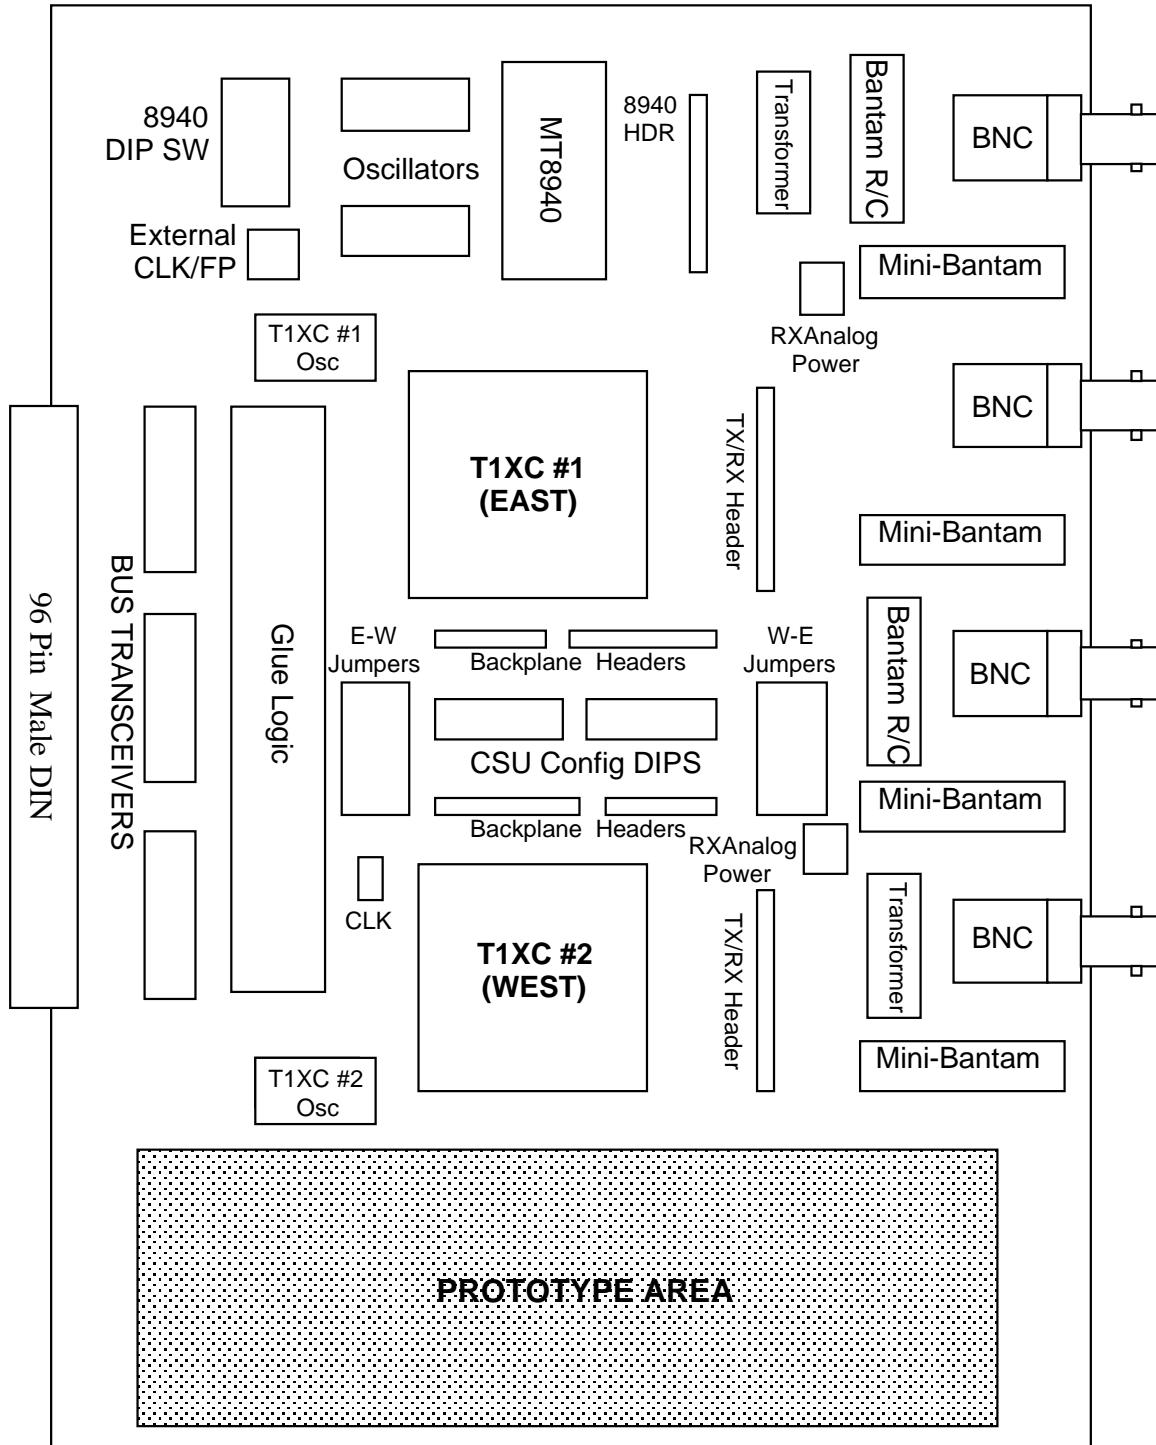 8940
DIP SW
Oscillators
MT8940
8940
HDR
Transformer
Bantam R/C
BNC
External
CLK/FP
Mini-Bantam
T1XC #1
Osc
RXAnalog
Power
BNC
T1XC #1
(EAST)
TX/RX Header
Mini-Bantam
96 Pin Male DIN
BUS TRANSCEIVERS
Glue Logic
E-W
Jumpers
Backplane Headers
W-E
Jumpers
Bantam R/C
BNC
CSU Config DIPS
Mini-Bantam
Backplane Headers
RXAnalog
Power
CLK
T1XC #2
(WEST)
TX/RX Header
Transformer
BNC
Mini-Bantam
T1XC #2
Osc
PROTOTYPE AREA